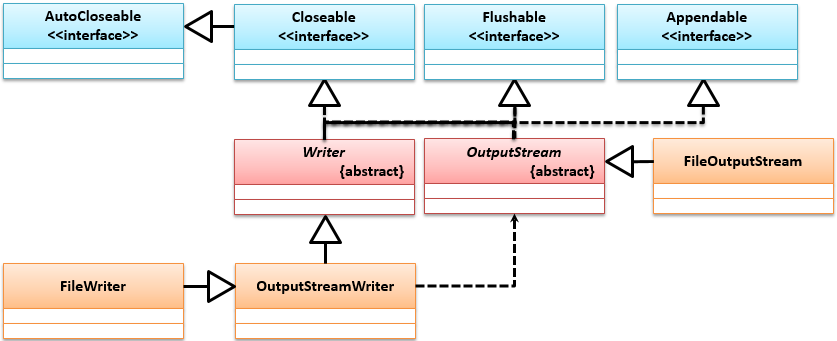 AutoCloseable
<<interface>>
Closeable
<<interface>>
Flushable
<<interface>>
Appendable
<<interface>>
Writer
{abstract}
OutputStream
{abstract}
FileOutputStream
FileWriter
OutputStreamWriter